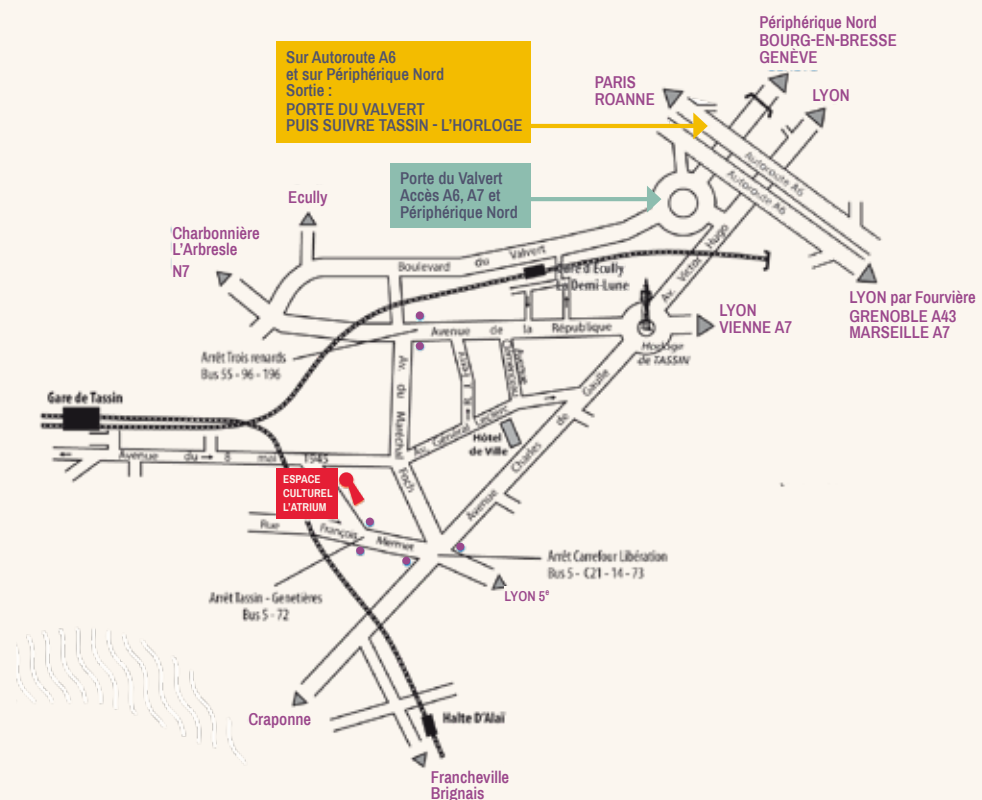 Périphérique Nord
BOURG-EN-BRESSE
GENÈVE
Sur Autoroute A6
et sur Périphérique Nord
Sortie :
PORTE DU VALVERT
PUIS SUIVRE TASSIN - L'HORLOGE
PARIS
ROANNE
LYON
Autoroute A6
Autoroute A6
Porte du Valvert
Accès A6, A7 et
Périphérique Nord
Ecully
Charbonnière
L'Arbresle
N7
Boulevard du Valvert
Gare d'Ecully
La Demi-Lune
Av. Victor Hugo
LYON par Fourvière
GRENOBLE A43
MARSEILLE A7
LYON
VIENNE A7
Avenue de la République
Horloge
de TASSIN
Arrêt Trois renards
Bus 55 - 96 - 196
Av. du Maréchal Foch
Avenue
Clemenceau
Av. Général Leclerc
Hôtel
de Ville
Avenue Charles de Gaulle
Gare de Tassin
Avenue du 8 mai 1945
ESPACE
CULTUREL
L'ATRIUM
Rue François Mermet
Arrêt Carrefour Libération
Bus 5 - C21 - 14 - 73
LYON 5e
Arrêt Tassin - Genetières
Bus 5 - 72
Craponne
Halte D'Alaï
Francheville
Brignais